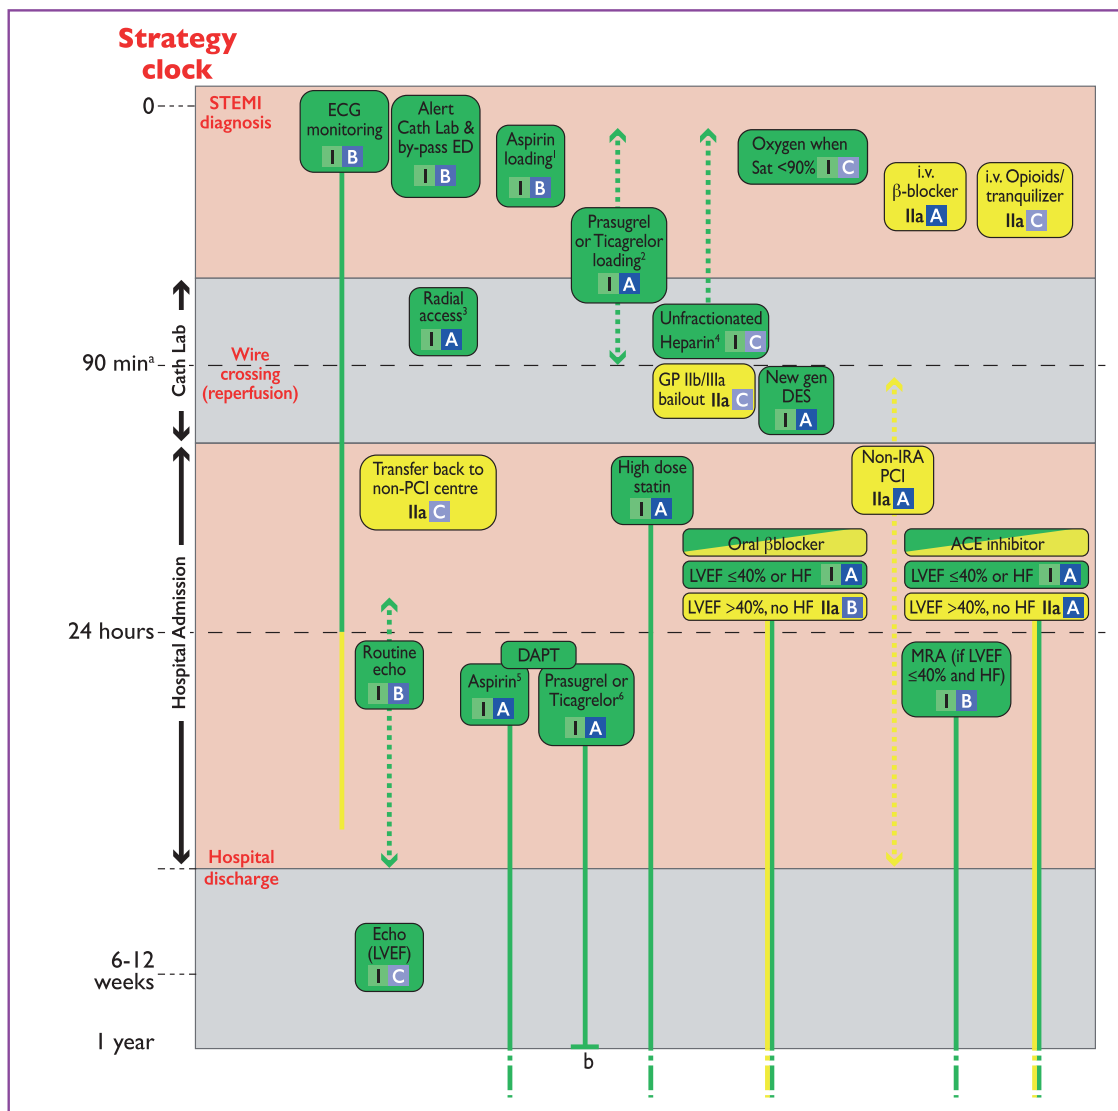 Strategy
clock
0
STEMI
diagnosis
ECG
monitoring
I B
Alert
Cath Lab &
by-pass ED
I B
Aspirin
loading¹
I B
Prasugrel
or Ticagrelor
loading²
I A
Oxygen when
Sat <90% I C
i.v.
β-blocker
IIa A
i.v. Opioids/
tranquilizer
IIa C
Cath Lab
Radial
access³
I A
Unfractionated
Heparin⁴ I C
90 minᵃ
Wire
crossing
(reperfusion)
GP IIb/IIIa
bailout IIa C
New gen
DES
I A
Hospital Admission
Transfer back to
non-PCI centre
IIa C
High dose
statin
I A
Non-IRA
PCI
IIa A
Oral βblocker
LVEF ≤40% or HF I A
LVEF >40%, no HF IIa B
ACE inhibitor
LVEF ≤40% or HF I A
LVEF >40%, no HF IIa A
24 hours
Routine
echo
I B
DAPT
Aspirin⁵
I A
Prasugrel or
Ticagrelor⁶
I A
MRA (if LVEF
≤40% and HF)
I B
Hospital
discharge
Echo
(LVEF)
I C
6-12
weeks
1 year
b